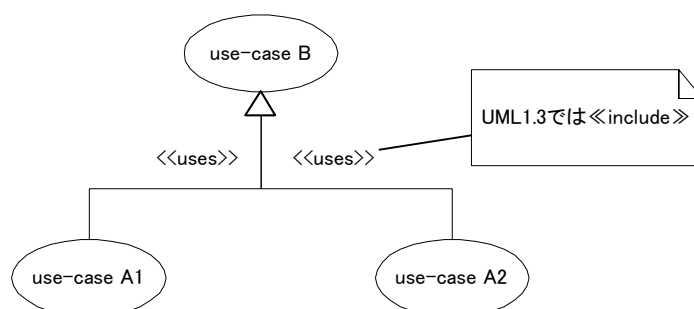 use-case B
UML1.3では≪include≫
<<uses>>
<<uses>>
use-case A1
use-case A2